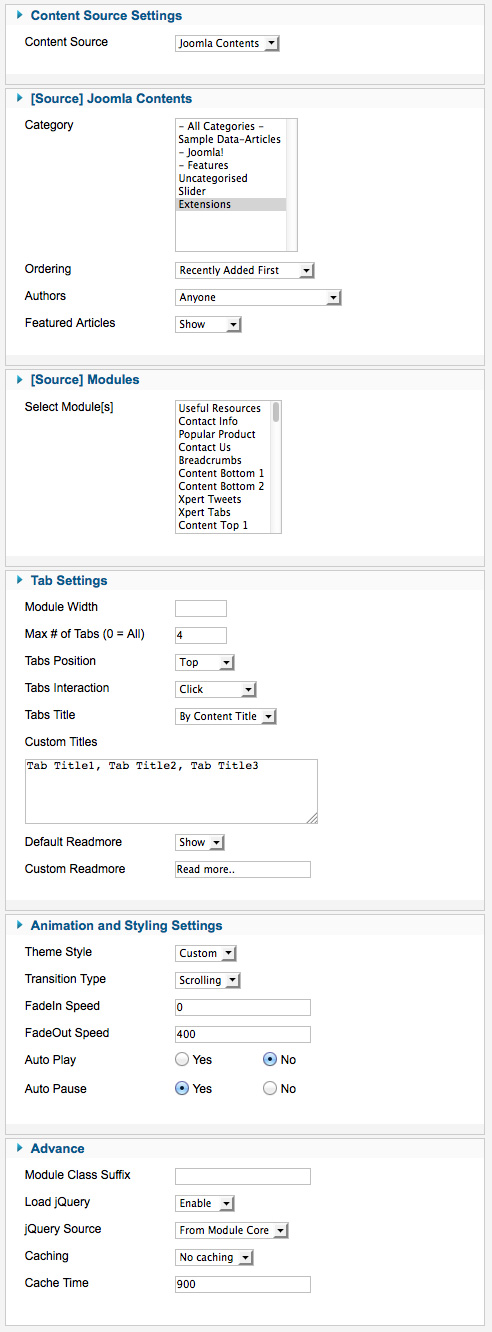 Content Source Settings
Content Source Joomla Contents
[Source] Joomla Contents
Category
- All Categories -
Sample Data-Articles
- Joomla!
- Features
Uncategorised
Slider
Extensions
Ordering Recently Added First
Authors Anyone
Featured Articles Show
[Source] Modules
Select Module[s]
Useful Resources
Contact Info
Popular Product
Contact Us
Breadcrumbs
Content Bottom 1
Content Bottom 2
Xpert Tweets
Xpert Tabs
Content Top 1
Tab Settings
Module Width
Max # of Tabs (0 = All) 4
Tabs Position Top
Tabs Interaction Click
Tabs Title By Content Title
Custom Titles
Tab Title1, Tab Title2, Tab Title3
Default Readmore Show
Custom Readmore Read more..
Animation and Styling Settings
Theme Style Custom
Transition Type Scrolling
FadeIn Speed 0
FadeOut Speed 400
Auto Play Yes No
Auto Pause Yes No
Advance
Module Class Suffix
Load jQuery Enable
jQuery Source From Module Core
Caching No caching
Cache Time 900